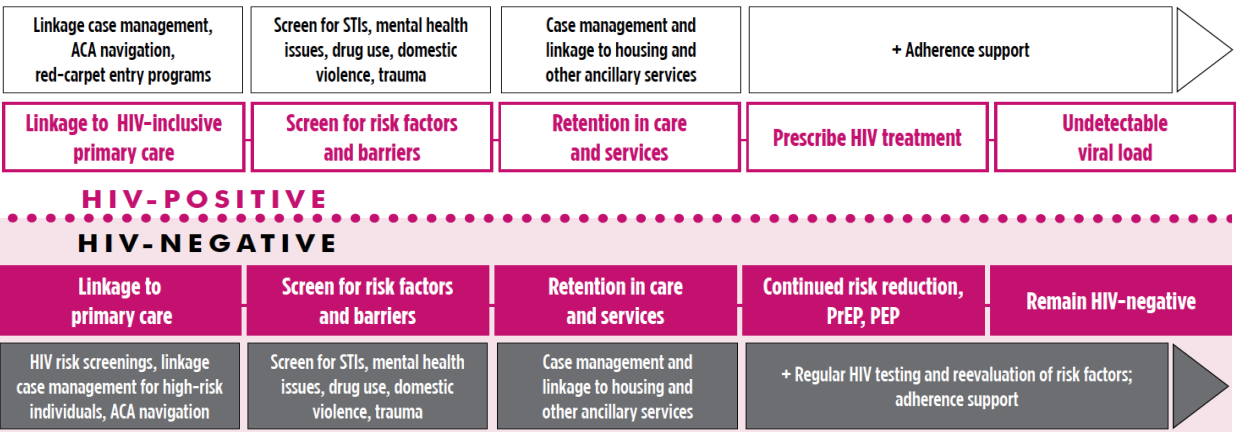 Linkage case management,
ACA navigation,
red-carpet entry programs
Screen for STIs, mental health
issues, drug use, domestic
violence, trauma
Case management and
linkage to housing and
other ancillary services
+ Adherence support
Linkage to HIV-inclusive
primary care
Screen for risk factors
and barriers
Retention in care
and services
Prescribe HIV treatment
Undetectable
viral load
HIV-POSITIVE
HIV-NEGATIVE
Linkage to
primary care
Screen for risk factors
and barriers
Retention in care
and services
Continued risk reduction,
PrEP, PEP
Remain HIV-negative
HIV risk screenings, linkage
case management for high-risk
individuals, ACA navigation
Screen for STIs, mental health
issues, drug use, domestic
violence, trauma
Case management and
linkage to housing and
other ancillary services
+ Regular HIV testing and reevaluation of risk factors;
adherence support